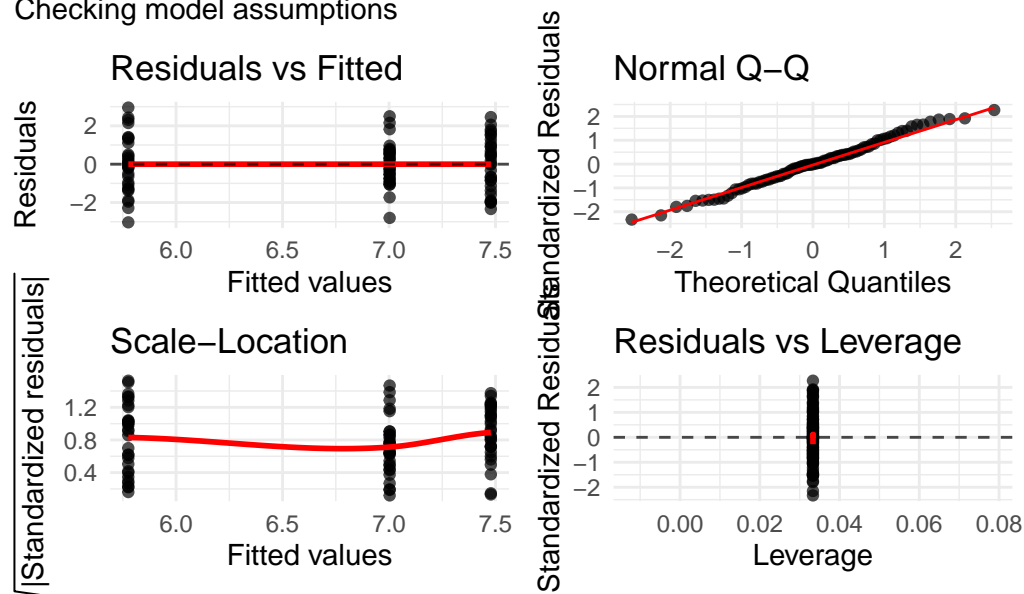 Checking model assumptions
Residuals vs Fitted
Residuals
2
0
−2
6.0 6.5 7.0 7.5
Fitted values
Normal Q−Q
Standardized Residuals
2
1
0
−1
−2
−2 −1 0 1 2
Theoretical Quantiles
Scale−Location
√|Standardized residuals|
1.2
0.8
0.4
6.0 6.5 7.0 7.5
Fitted values
Residuals vs Leverage
Standardized Residuals
2
1
0
−1
−2
0.00 0.02 0.04 0.06 0.08
Leverage